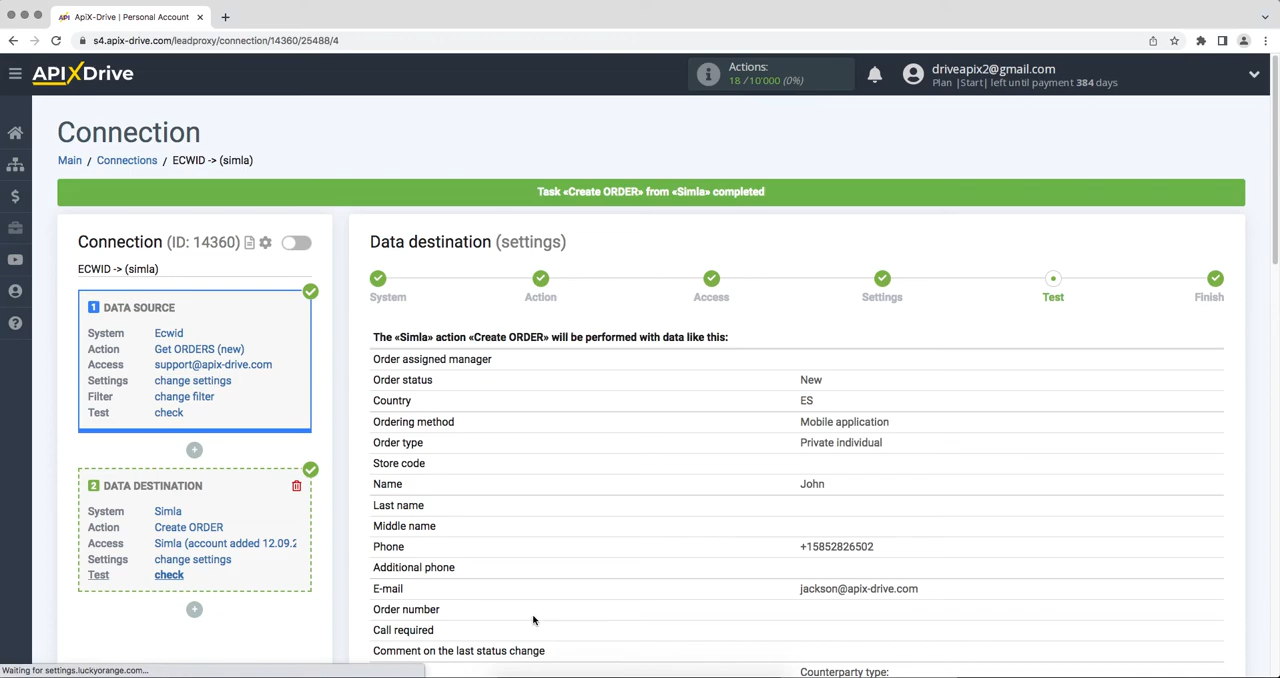 ApiX-Drive | Personal Account
s4.apix-drive.com/leadproxy/connection/14360/25488/4
APIXDrive
Actions:
18 / 10'000 (0%)
driveapix2@gmail.com
Plan |Start| left until payment 384 days
Connection
Main / Connections / ECWID -> (simla)
Task «Create ORDER» from «Simla» completed
Connection (ID: 14360)
ECWID -> (simla)
1 DATA SOURCE
System Ecwid
Action Get ORDERS (new)
Access support@apix-drive.com
Settings change settings
Filter change filter
Test check
2 DATA DESTINATION
System Simla
Action Create ORDER
Access Simla (account added 12.09.2
Settings change settings
Test check
Data destination (settings)
System Action Access Settings Test Finish
The «Simla» action «Create ORDER» will be performed with data like this:
Order assigned manager
Order status New
Country ES
Ordering method Mobile application
Order type Private individual
Store code
Name John
Last name
Middle name
Phone +15852826502
Additional phone
E-mail jackson@apix-drive.com
Order number
Call required
Comment on the last status change
Counterparty type:
Waiting for settings.luckyorange.com...